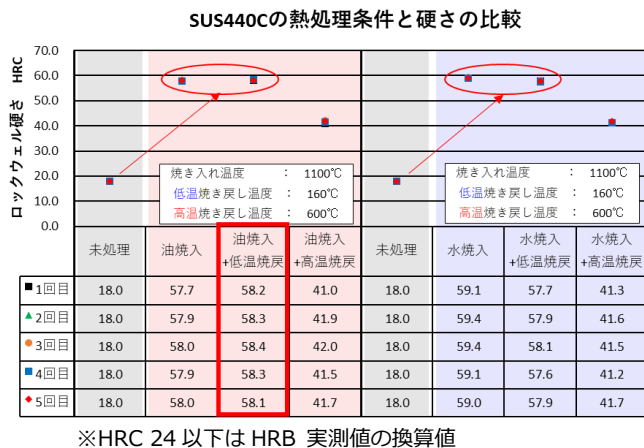 SUS440Cの熱処理条件と硬さの比較
ロックウェル硬さ HRC
70.0
60.0
50.0
40.0
30.0
20.0
10.0
0.0
焼き入れ温度 : 1100℃
低温焼き戻し温度 : 160℃
高温焼き戻し温度 : 600℃
焼き入れ温度 : 1100℃
低温焼き戻し温度 : 160℃
高温焼き戻し温度 : 600℃
未処理 油焼入 油焼入 油焼入 未処理 水焼入 水焼入 水焼入
+低温焼戻 +高温焼戻 +低温焼戻 +高温焼戻
1回目 18.0 57.7 58.2 41.0 18.0 59.1 57.7 41.3
2回目 18.0 57.9 58.3 41.9 18.0 59.4 57.9 41.6
3回目 18.0 58.0 58.4 42.0 18.0 59.4 58.1 41.5
4回目 18.0 57.9 58.3 41.5 18.0 59.1 57.6 41.2
5回目 18.0 58.0 58.1 41.7 18.0 59.0 57.9 41.7
※HRC 24 以下は HRB 実測値の換算値